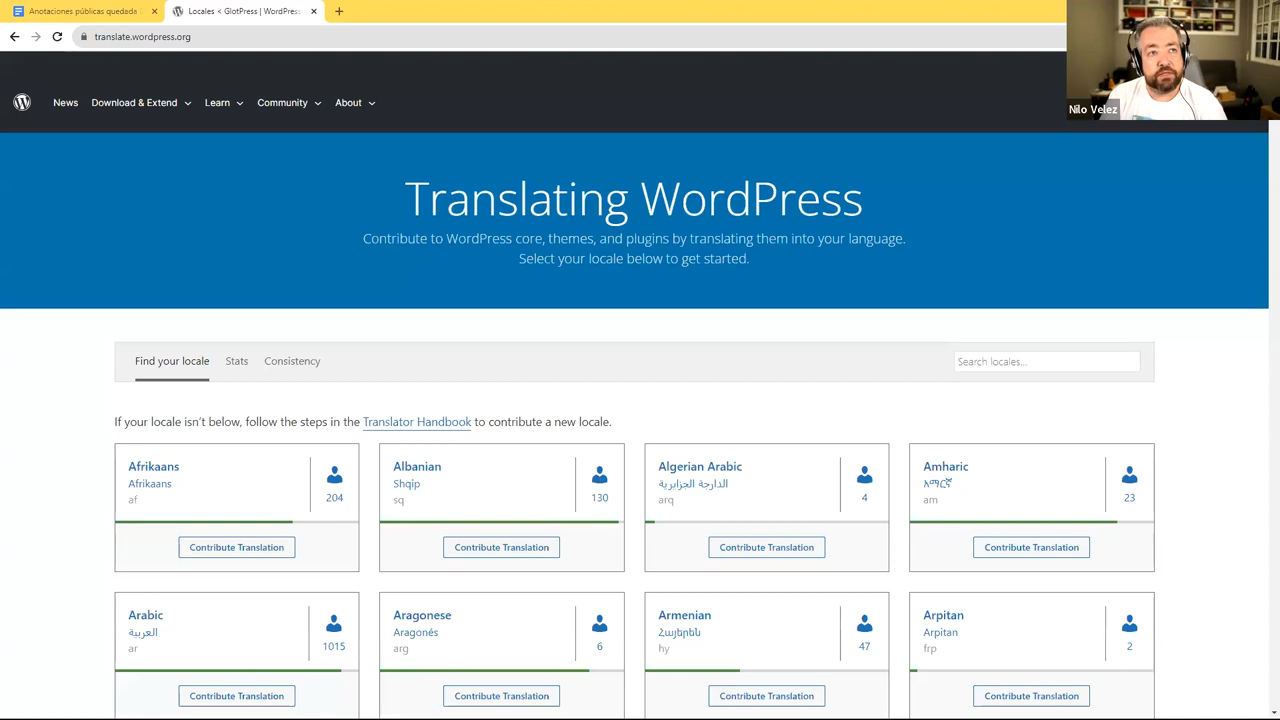 Anotaciones públicas quedada
Locales < GlotPress | WordPress
translate.wordpress.org
Nilo Velez
News
Download & Extend
Learn
Community
About
Translating WordPress
Contribute to WordPress core, themes, and plugins by translating them into your language.
Select your locale below to get started.
Find your locale
Stats
Consistency
Search locales...
If your locale isn't below, follow the steps in the Translator Handbook to contribute a new locale.
Afrikaans
Afrikaans
af
204
Contribute Translation
Albanian
Shqip
sq
130
Contribute Translation
Algerian Arabic
الدارجة الجزايرية
arq
4
Contribute Translation
Amharic
አማርኛ
am
23
Contribute Translation
Arabic
العربية
ar
1015
Contribute Translation
Aragonese
Aragonés
arg
6
Contribute Translation
Armenian
Հայերեն
hy
47
Contribute Translation
Arpitan
Arpitan
frp
2
Contribute Translation